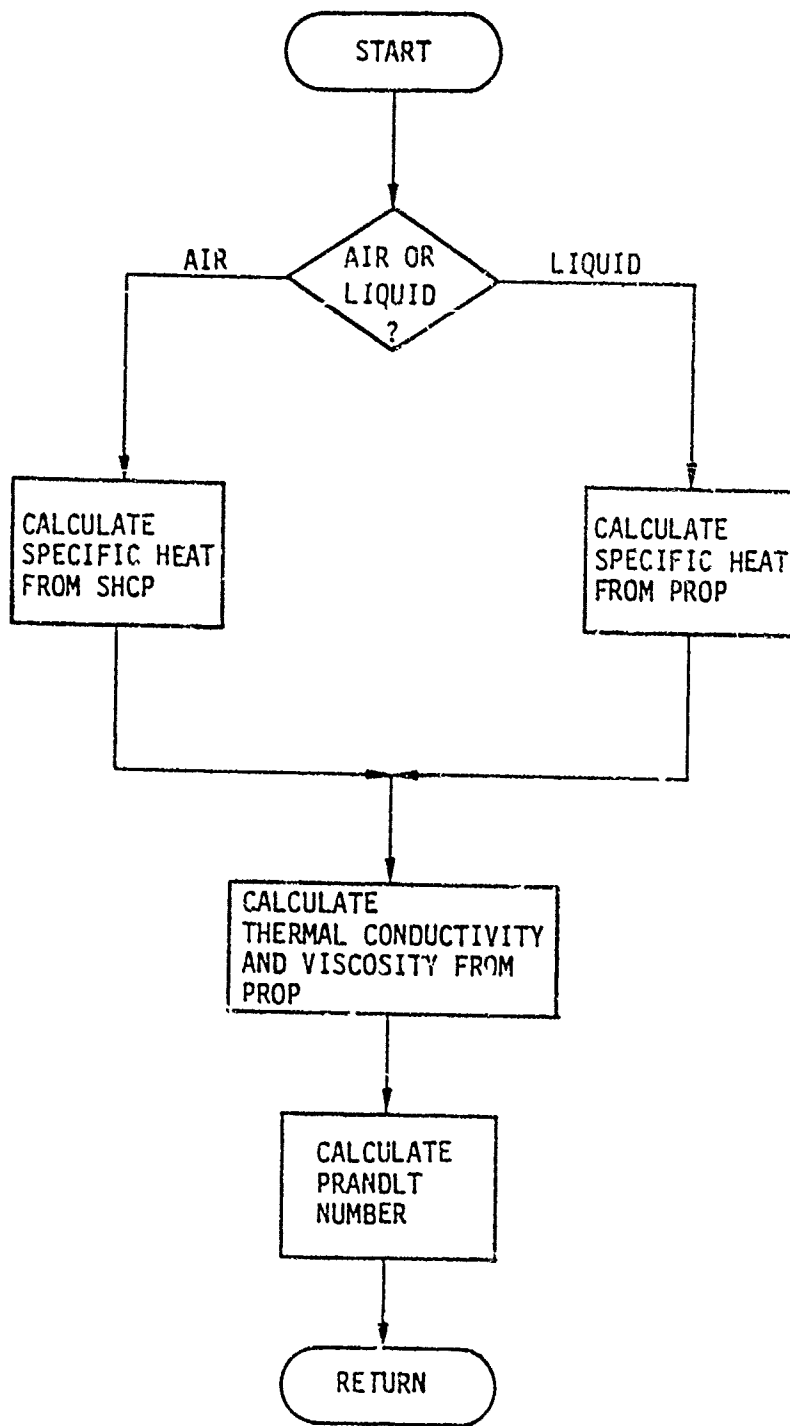 START
AIR OR
LIQUID
?
AIR
LIQUID
CALCULATE
SPECIFIC HEAT
FROM SHCP
CALCULATE
SPECIFIC HEAT
FROM PROP
CALCULATE
THERMAL CONDUCTIVITY
AND VISCOSITY FROM
PROP
CALCULATE
PRANDLT
NUMBER
RETURN